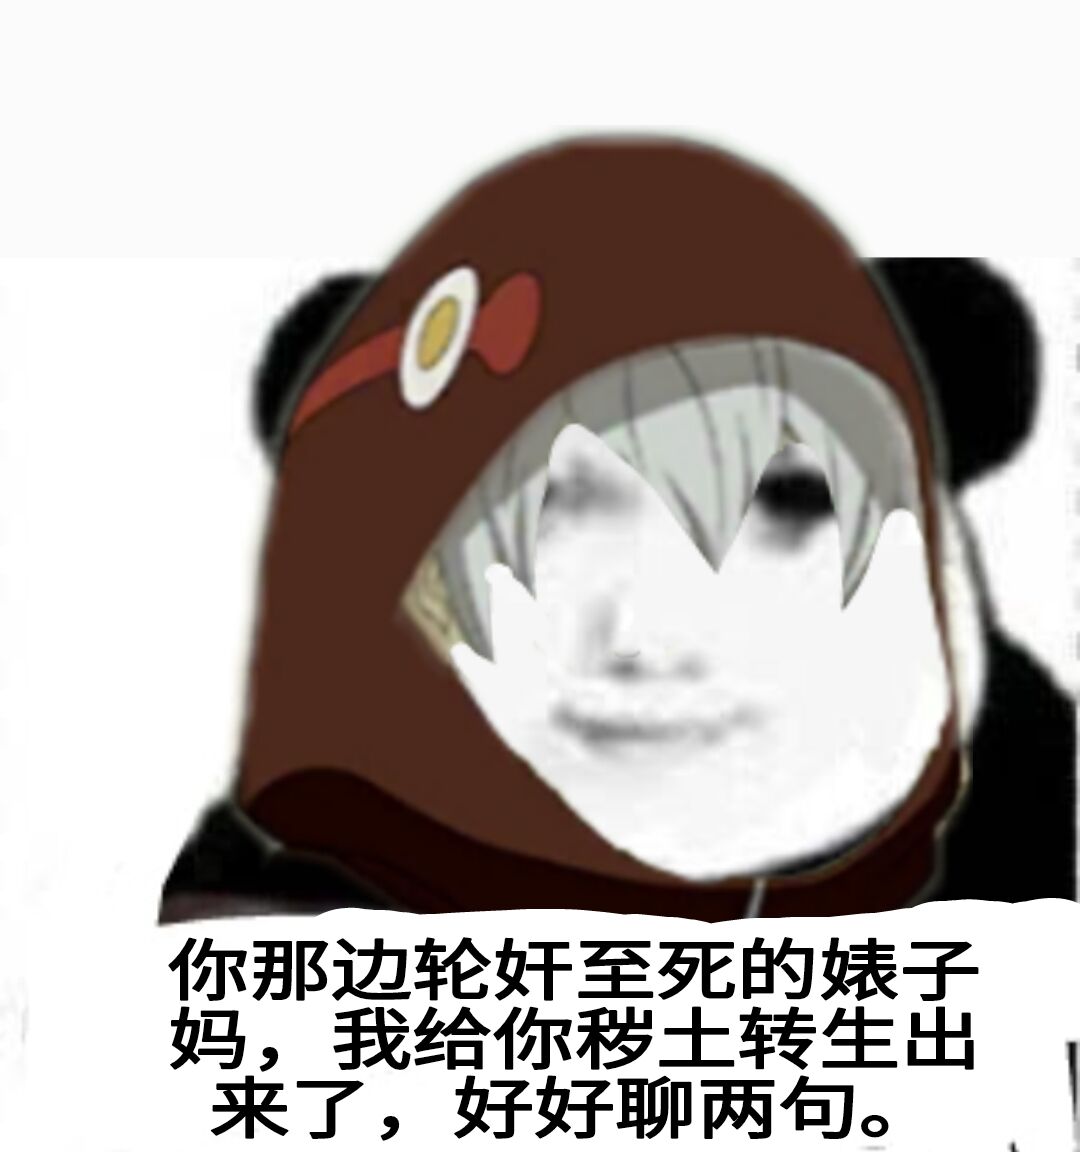 你那边轮奸至死的婊子
妈，我给你秽土转生出
来了，好好聊两句。